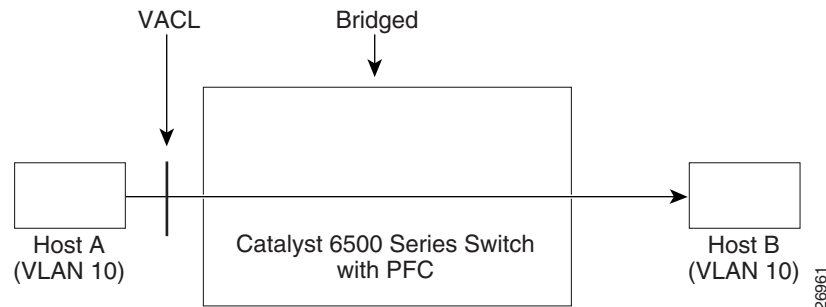 VACL
Bridged
Host A
(VLAN 10)
Catalyst 6500 Series Switch
with PFC
Host B
(VLAN 10)
26961